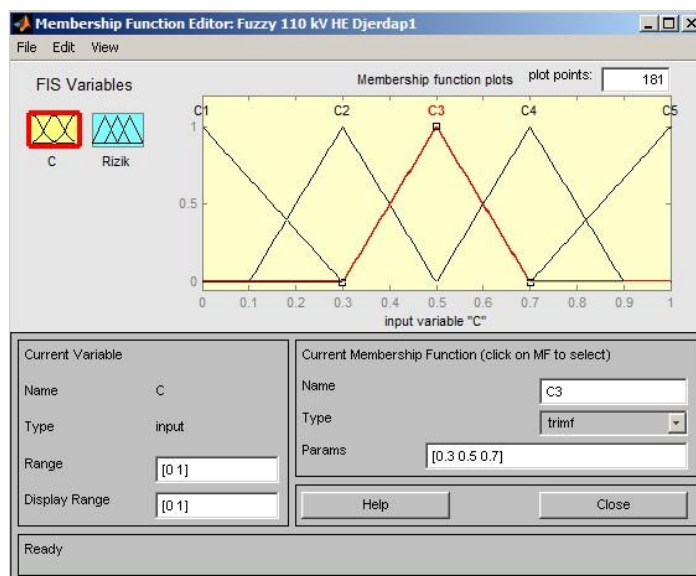 Membership Function Editor: Fuzzy 110 kV HE Djerdap1
File Edit View
FIS Variables
C
Rizik
Membership function plots plot points: 181
C1 C2 C3 C4 C5
1
0.5
0
0 0.1 0.2 0.3 0.4 0.5 0.6 0.7 0.8 0.9 1
input variable "C"
Current Variable
Name C
Type input
Range [0 1]
Display Range [0 1]
Current Membership Function (click on MF to select)
Name C3
Type trimf
Params [0.3 0.5 0.7]
Help Close
Ready